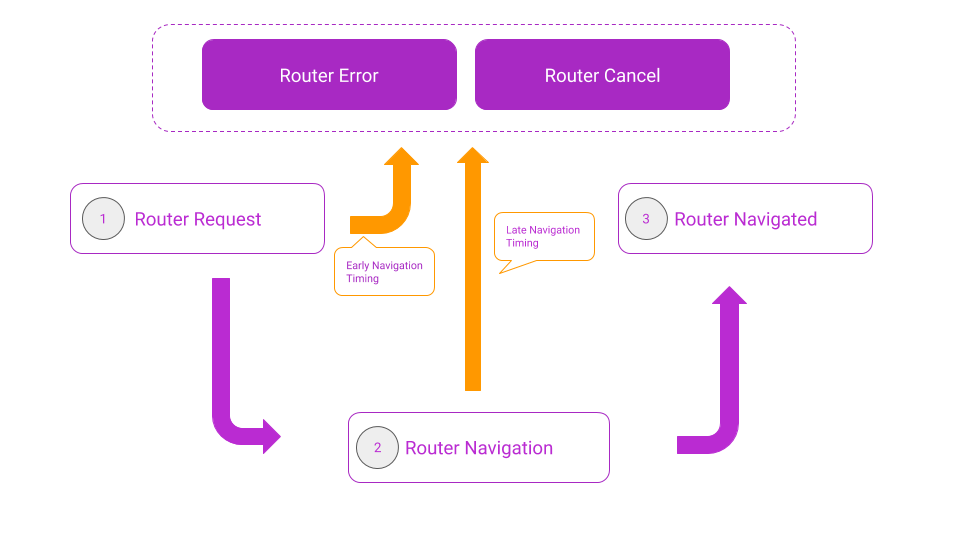 Router Error
Router Cancel
1
Router Request
3
Router Navigated
Late Navigation
Timing
Early Navigation
Timing
2
Router Navigation